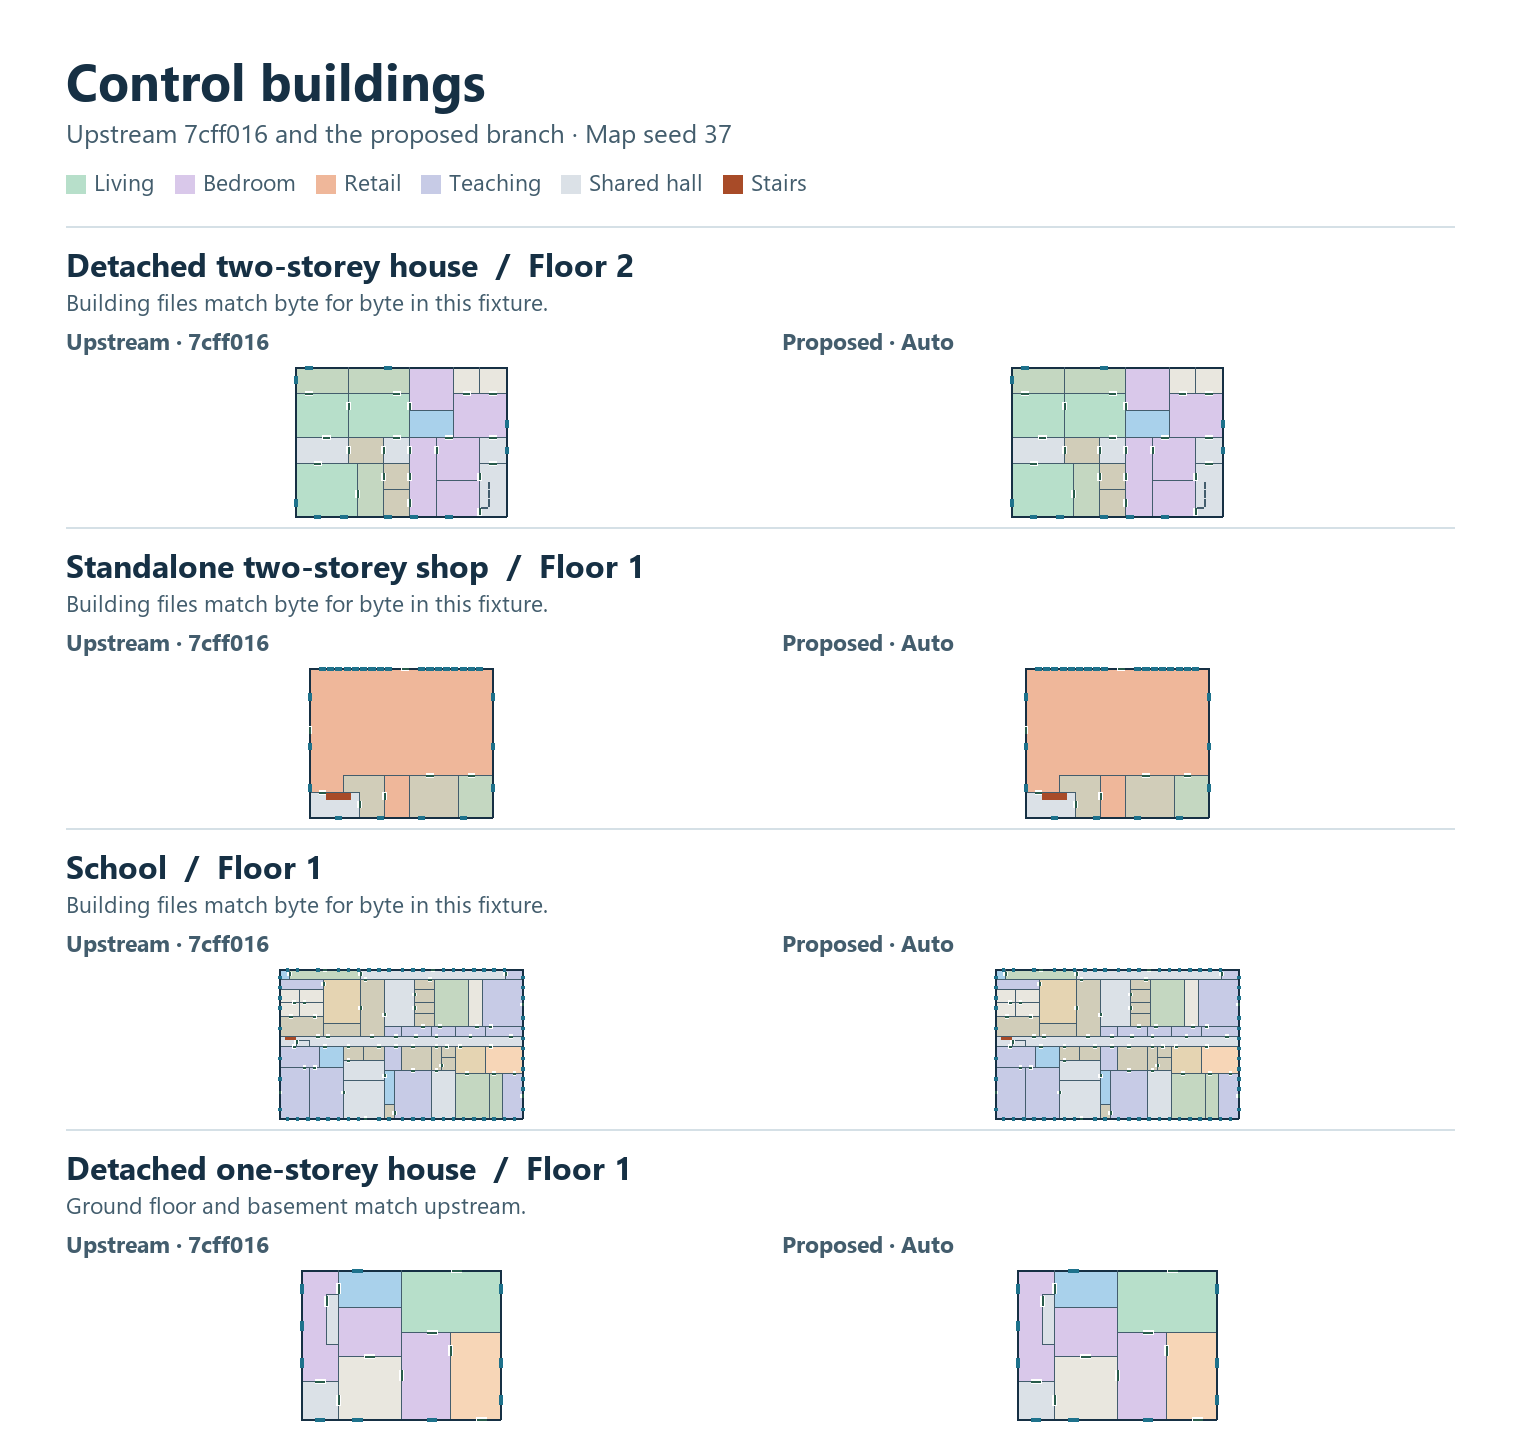 Control buildings
Upstream 7cff016 and the proposed branch · Map seed 37
Living Bedroom Retail Teaching Shared hall Stairs
Detached two-storey house / Floor 2
Building files match byte for byte in this fixture.
Upstream · 7cff016 Proposed · Auto
Standalone two-storey shop / Floor 1
Building files match byte for byte in this fixture.
Upstream · 7cff016 Proposed · Auto
School / Floor 1
Building files match byte for byte in this fixture.
Upstream · 7cff016 Proposed · Auto
Detached one-storey house / Floor 1
Ground floor and basement match upstream.
Upstream · 7cff016 Proposed · Auto